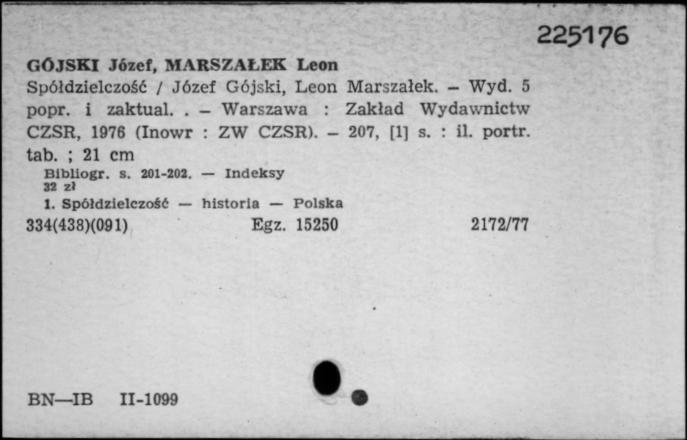 225176
GÓJSKI Józef, MARSZAŁEK Leon
Spółdzielczość / Józef Gójski, Leon Marszałek. – Wyd. 5
popr. i zaktual. . – Warszawa : Zakład Wydawnictw
CZSR, 1976 (Inowr : ZW CZSR). – 207, [1] s. : il. portr.
tab. ; 21 cm
Bibliogr. s. 201-202. — Indeksy
32 zł
1. Spółdzielczość — historia — Polska
334(438)(091) Egz. 15250 2172/77
BN—IB II-1099